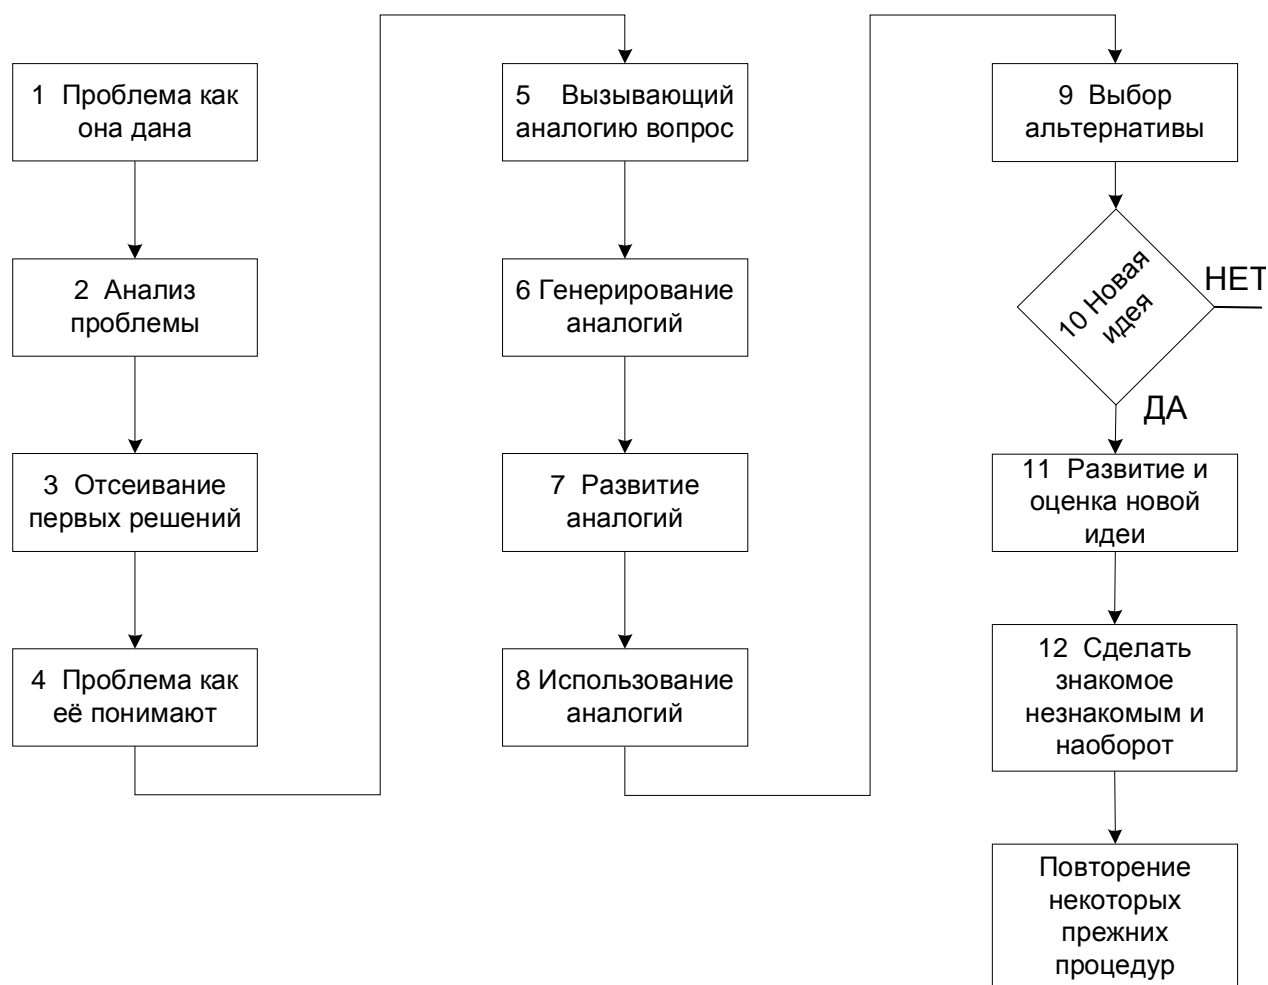 1 Проблема как
она дана
2 Анализ
проблемы
3 Отсеивание
первых решений
4 Проблема как
её понимают
5 Вызывающий
аналогию вопрос
6 Генерирование
аналогий
7 Развитие
аналогий
8 Использование
аналогий
9 Выбор
альтернативы
10 Новая
идея
НЕТ
ДА
11 Развитие и
оценка новой
идеи
12 Сделать
знакомое
незнакомым и
наоборот
Повторение
некоторых
прежних
процедур